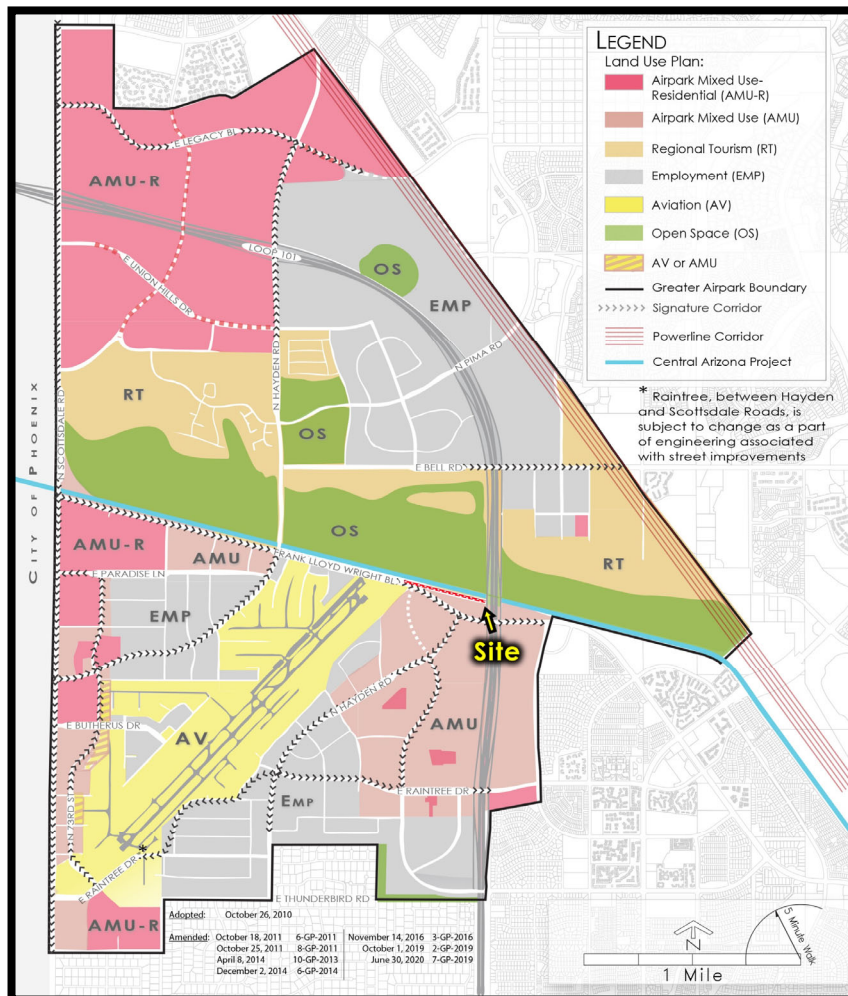 LEGEND
Land Use Plan:
Airpark Mixed Use-
Residential (AMU-R)
Airpark Mixed Use (AMU)
Regional Tourism (RT)
Employment (EMP)
Aviation (AV)
Open Space (OS)
AV or AMU
Greater Airpark Boundary
Signature Corridor
Powerline Corridor
Central Arizona Project
* Raintree, between Hayden
and Scottsdale Roads, is
subject to change as a part
of engineering associated
with street improvements
E LEGACY BL
AMU-R
LOOP 101
OS
E UNION HILLS DR
EMP
N PIMA RD
N HAYDEN RD
RT
CITY OF PHOENIX
N SCOTTSDALE RD
OS
E BELL RD
OS
AMU-R
AMU
FRANK LLOYD WRIGHT BL
RT
E PARADISE LN
EMP
Site
N HAYDEN RD
E BUTHERUS DR
AV
AMU
EMP
E RAINTREE DR
N 73RD ST
*
E RAINTREE DR
E THUNDERBIRD RD
AMU-R
Adopted: October 26, 2010
Amended: October 18, 2011 6-GP-2011 November 14, 2016 3-GP-2016
October 25, 2011 8-GP-2011 October 1, 2019 2-GP-2019
April 8, 2014 10-GP-2013 June 30, 2020 7-GP-2019
December 2, 2014 6-GP-2014
N
5 Minute Walk
1 Mile